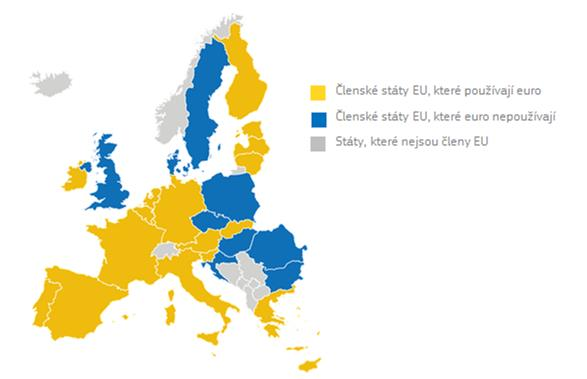 Členské státy EU, které používají euro
Členské státy EU, které euro nepoužívají
Státy, které nejsou členy EU